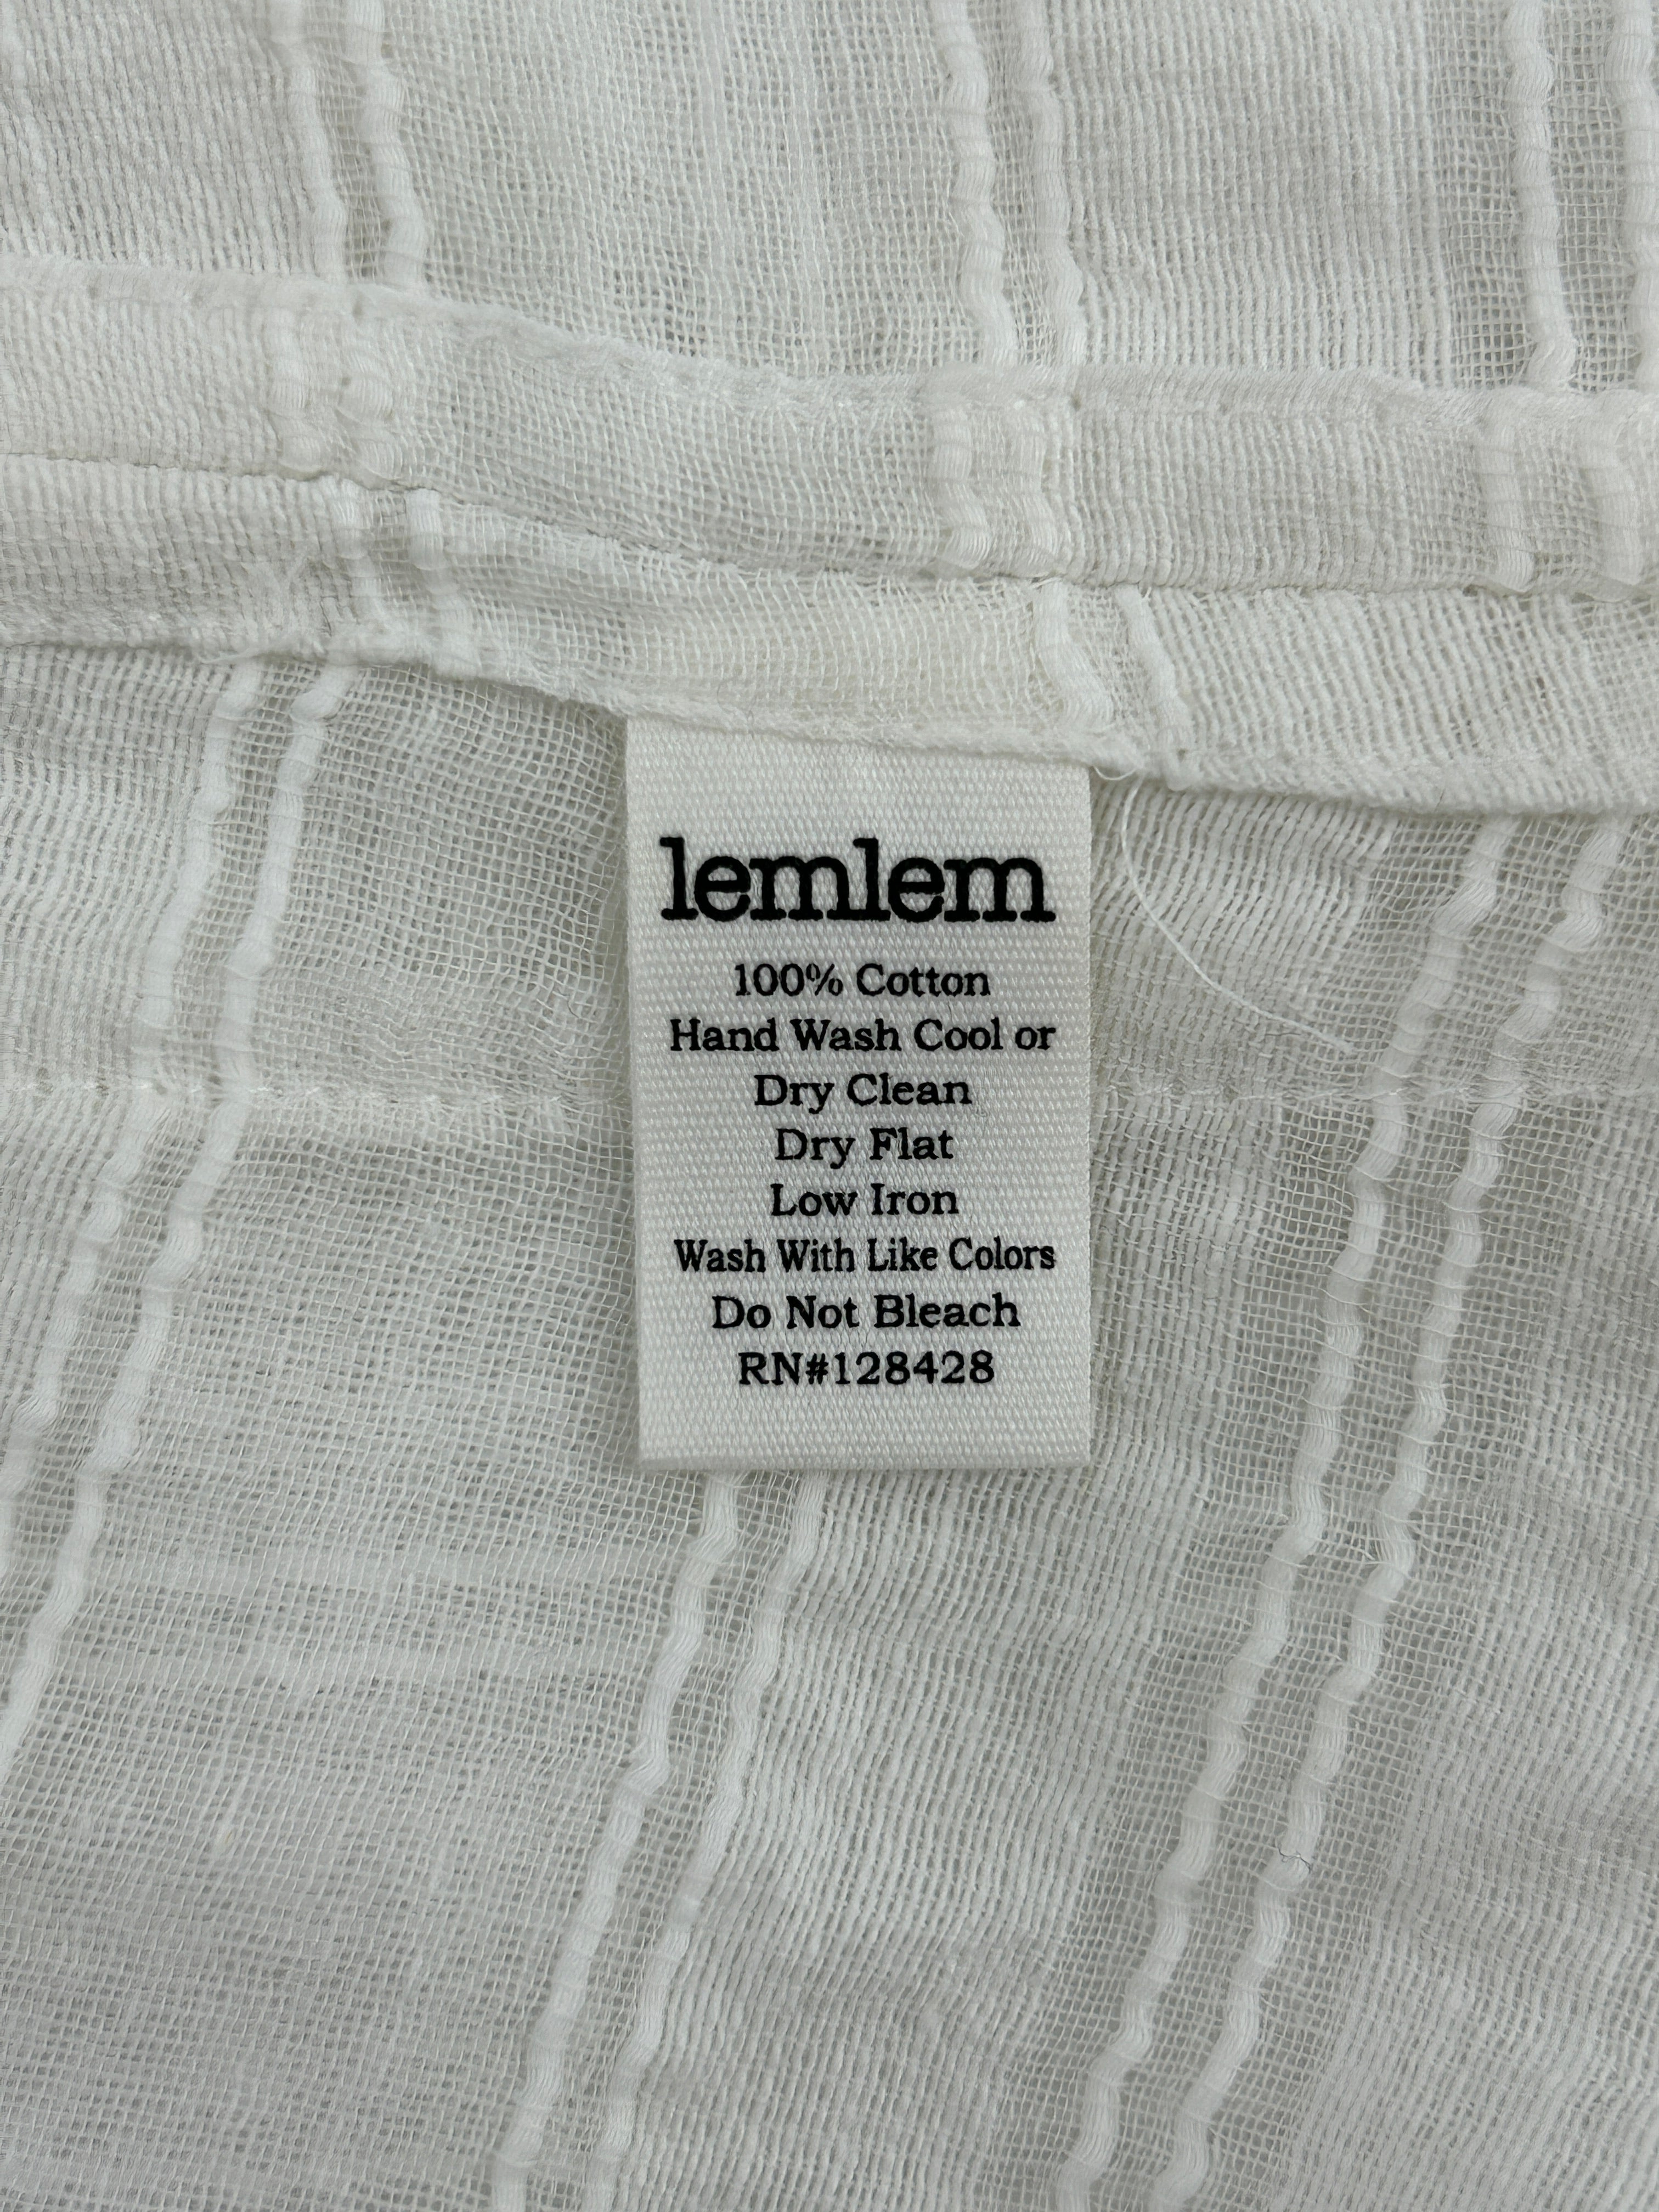 lemlem
100% Cotton
Hand Wash Cool or
Dry Clean
Dry Flat
Low Iron
Wash With Like Colors
Do Not Bleach
RN#128428